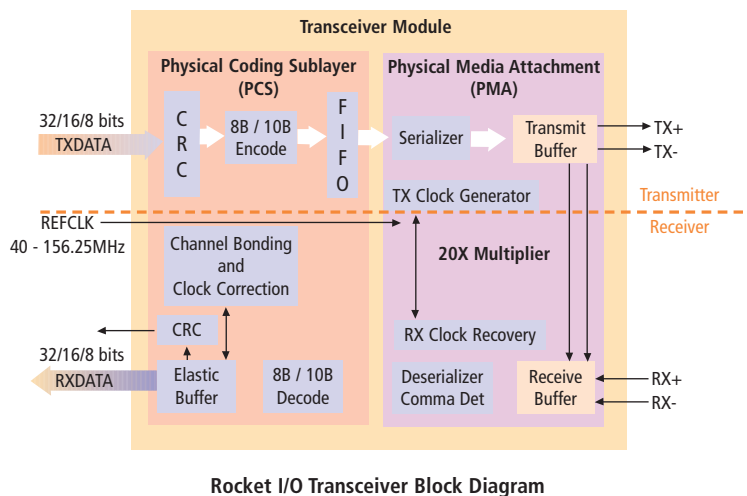 Transceiver Module
Physical Coding Sublayer
(PCS)
Physical Media Attachment
(PMA)
32/16/8 bits
TXDATA
C
R
C
8B / 10B
Encode
F
I
F
O
Serializer
Transmit
Buffer
TX+
TX-
TX Clock Generator
Transmitter
REFCLK
40 - 156.25MHz
Receiver
Channel Bonding
and
Clock Correction
20X Multiplier
CRC
RX Clock Recovery
32/16/8 bits
RXDATA
Elastic
Buffer
8B / 10B
Decode
Deserializer
Comma Det
Receive
Buffer
RX+
RX-
Rocket I/O Transceiver Block Diagram